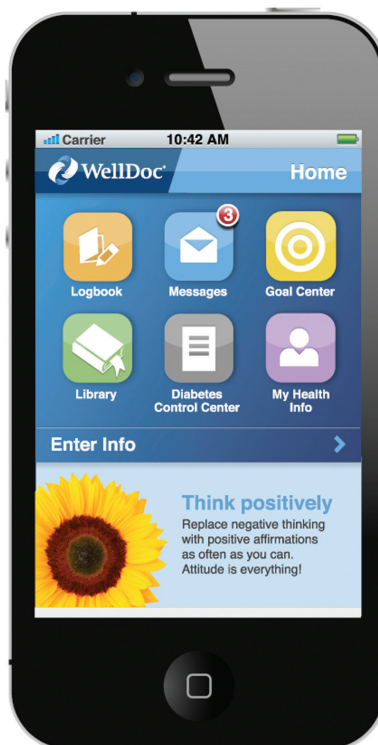 Carrier
10:42 AM
WellDoc®
Home
3
Logbook
Messages
Goal Center
Library
Diabetes
Control Center
My Health
Info
Enter Info
Think positively
Replace negative thinking
with positive affirmations
as often as you can.
Attitude is everything!